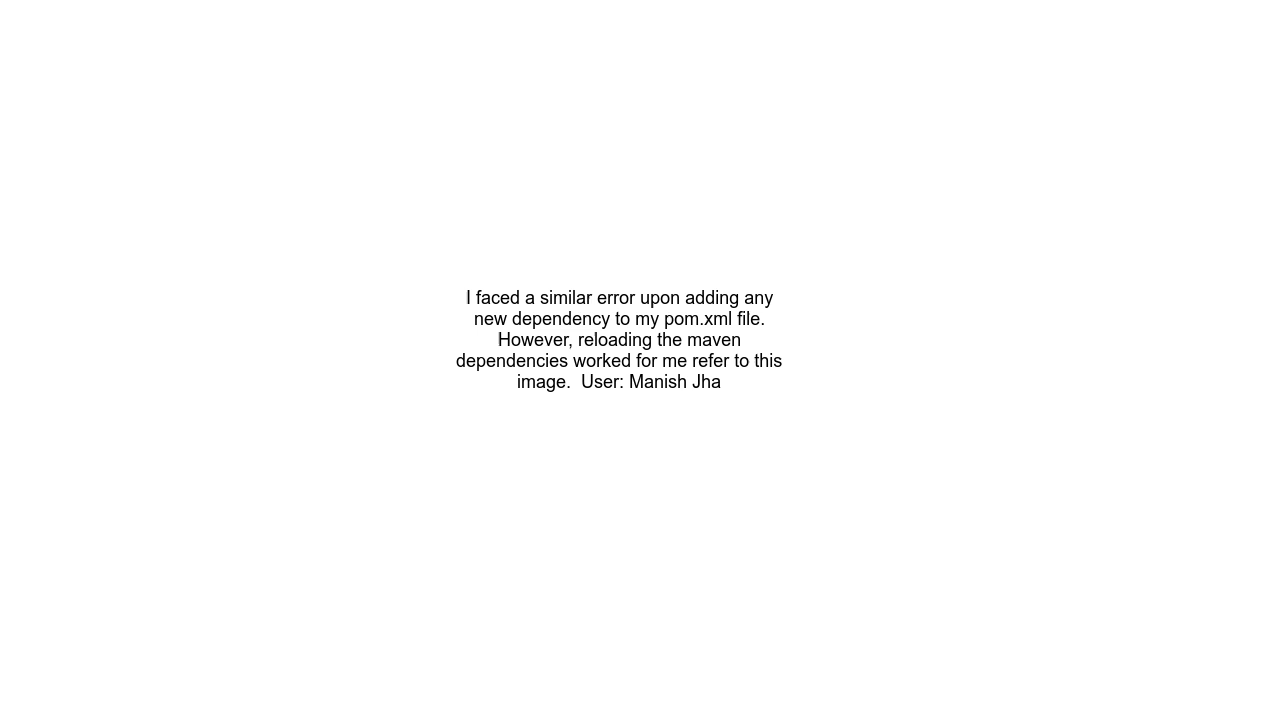 I faced a similar error upon adding any
new dependency to my pom.xml file.
However, reloading the maven
dependencies worked for me refer to this
image.  User: Manish Jha